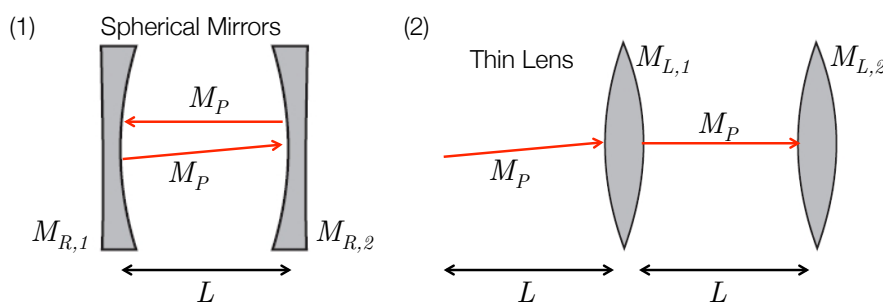 (1) Spherical Mirrors
M_P
M_P
M_{R,1}
M_{R,2}
L
(2)
Thin Lens
M_{L,1}
M_{L,2}
M_P
M_P
L
L